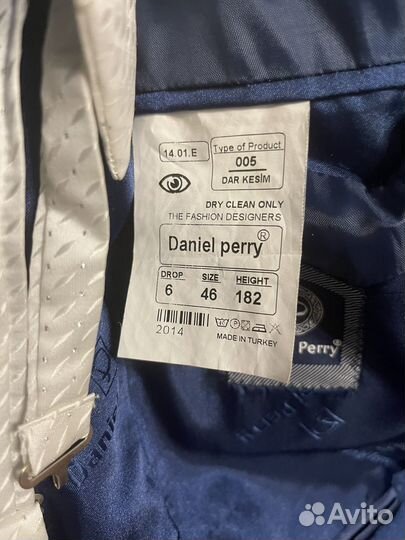 14.01.E
Type of Product
005
DAR KESİM
DRY CLEAN ONLY
THE FASHION DESIGNERS
Daniel perry®
DROP SIZE HEIGHT
6 46 182
2014
MADE IN TURKEY
Perry
Avito